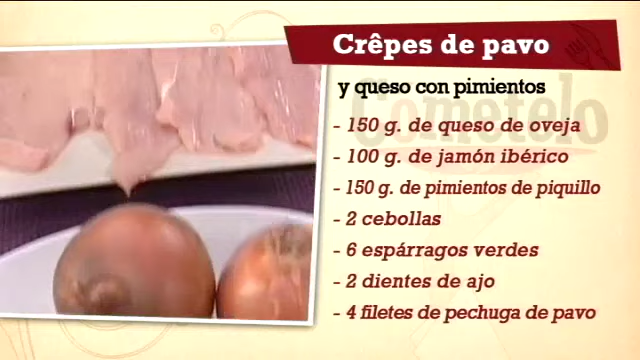 Crêpes de pavo
y queso con pimientos
Cometelo
- 150 g. de queso de oveja
- 100 g. de jamón ibérico
- 150 g. de pimientos de piquillo
- 2 cebollas
- 6 espárragos verdes
- 2 dientes de ajo
- 4 filetes de pechuga de pavo